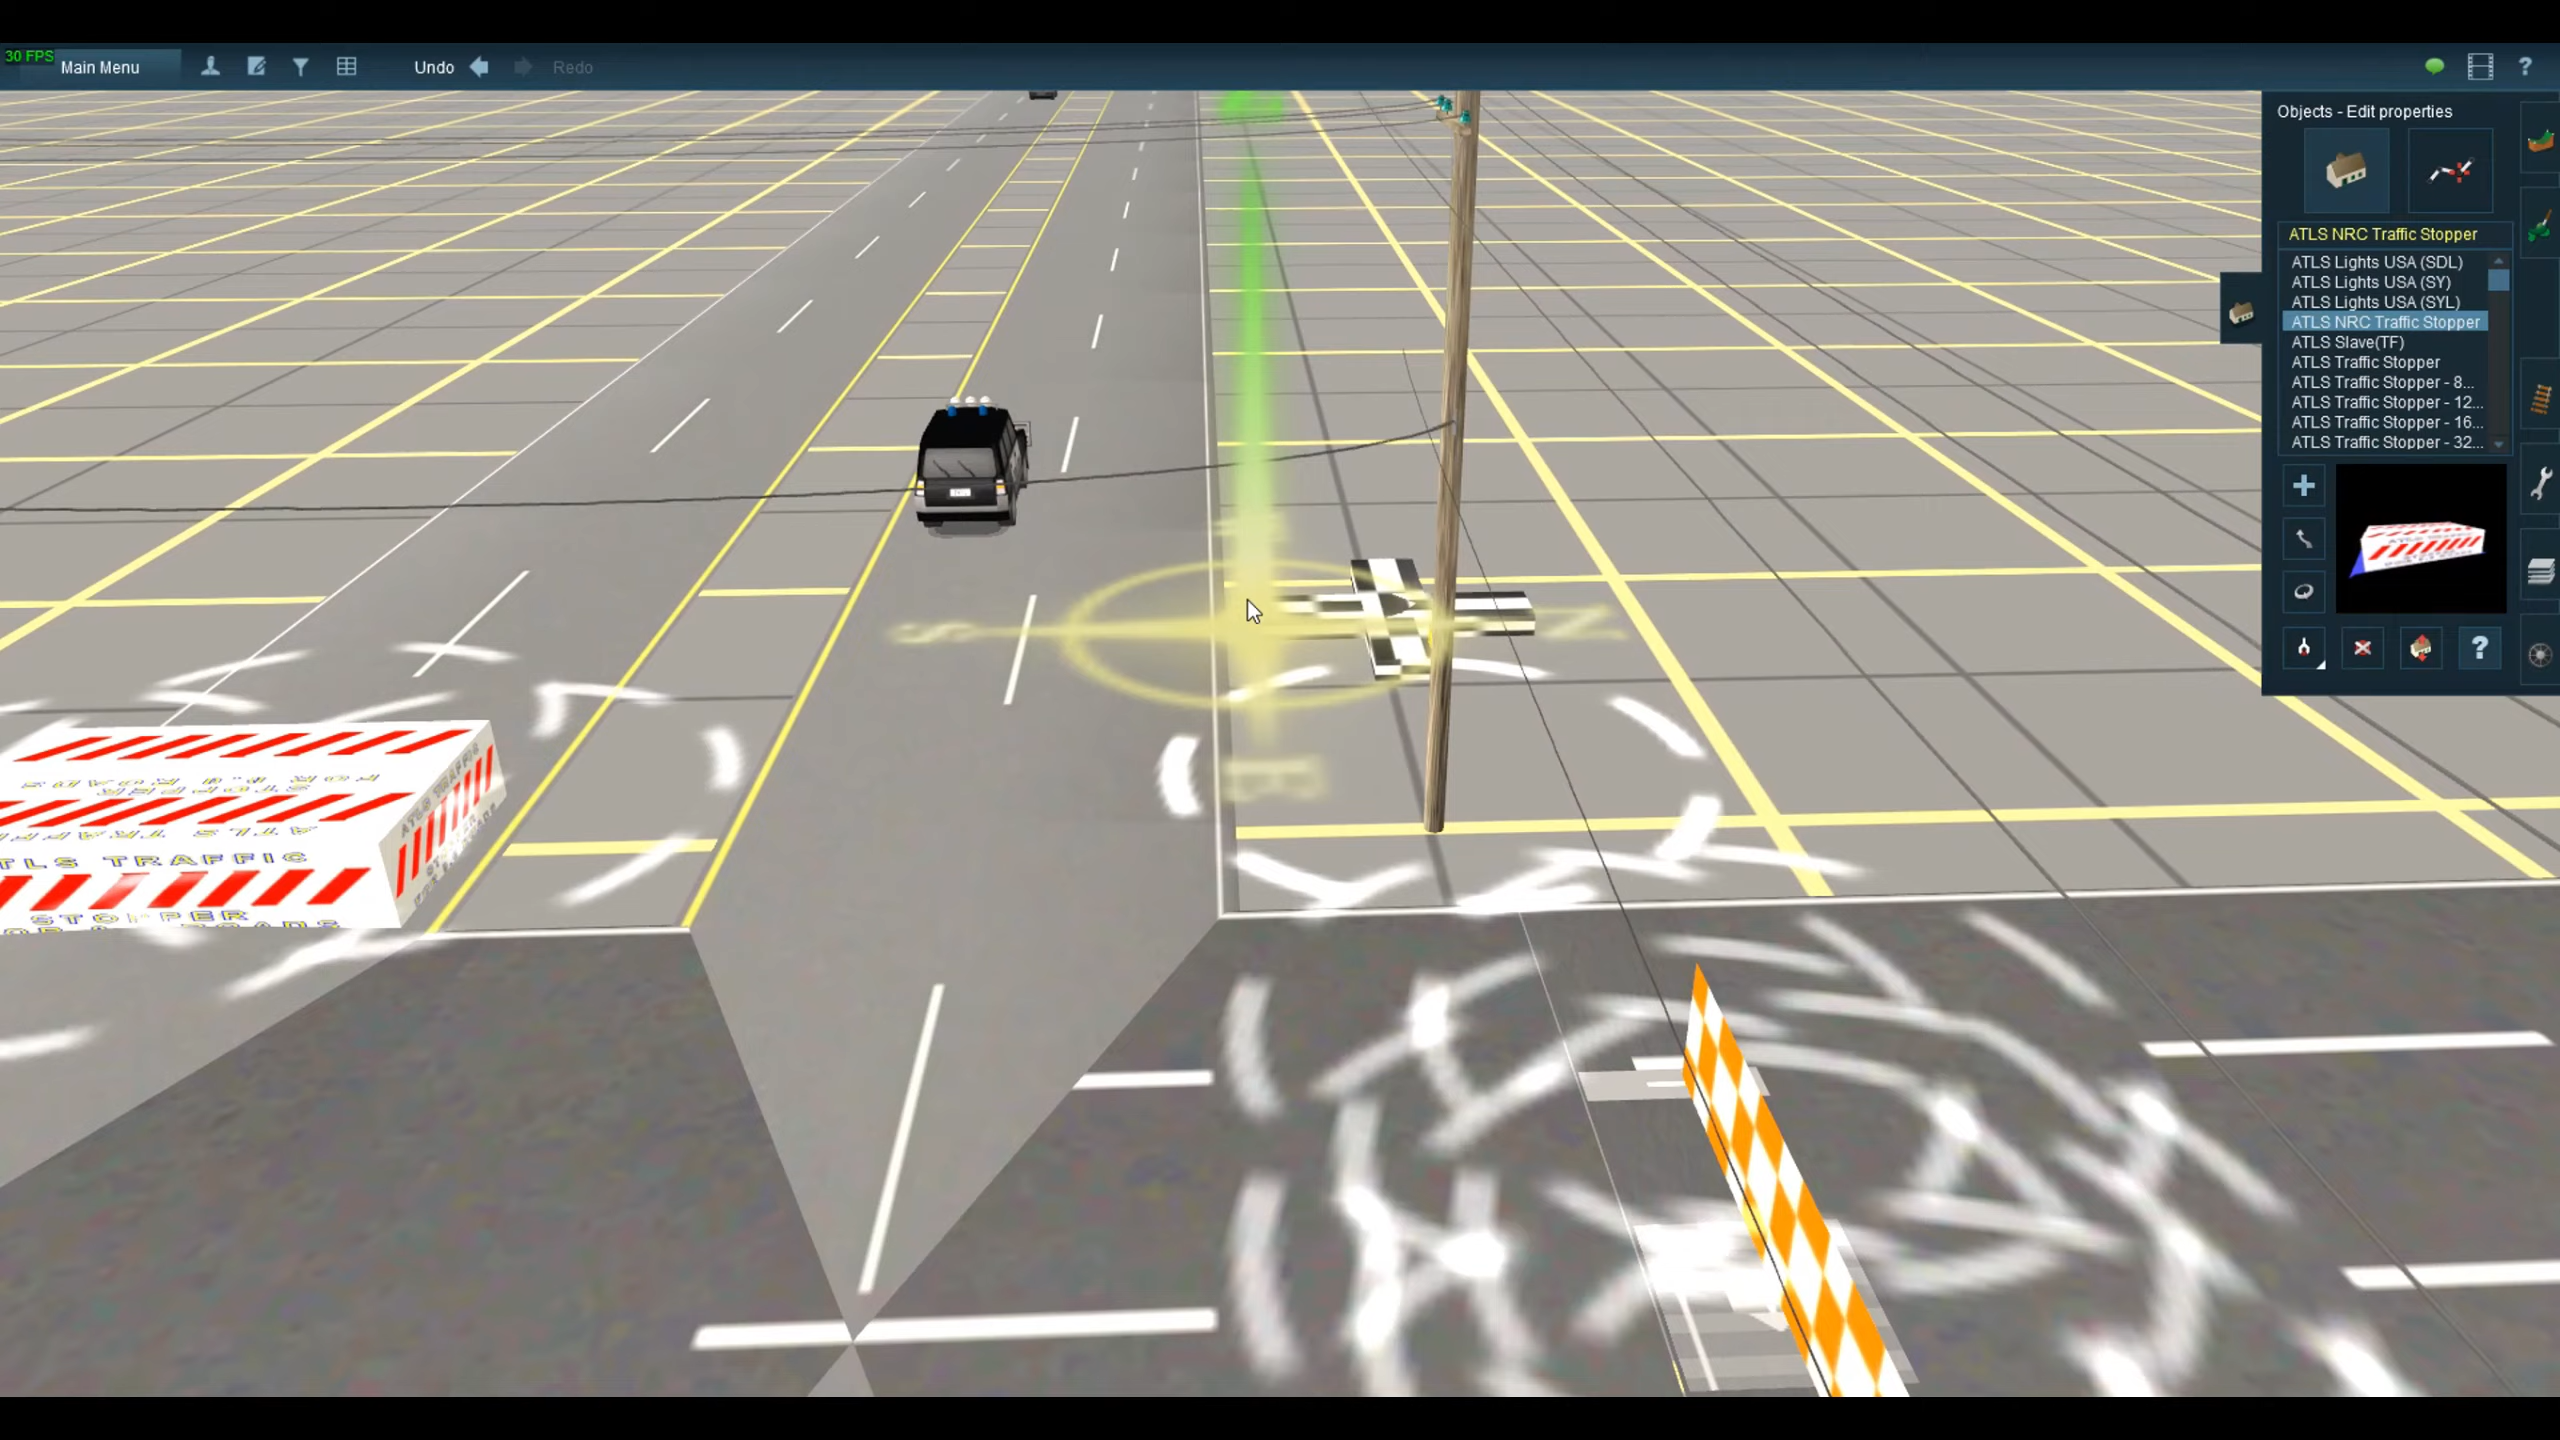 30 FPS
Main Menu
Undo
Redo
?
Objects - Edit properties
ATLS NRC Traffic Stopper
ATLS Lights USA (SDL)
ATLS Lights USA (SY)
ATLS Lights USA (SYL)
ATLS NRC Traffic Stopper
ATLS Slave(TF)
ATLS Traffic Stopper
ATLS Traffic Stopper - 8...
ATLS Traffic Stopper - 12...
ATLS Traffic Stopper - 16...
ATLS Traffic Stopper - 32...
?
S
N
E
TLS TRAFFIC
STOPPER